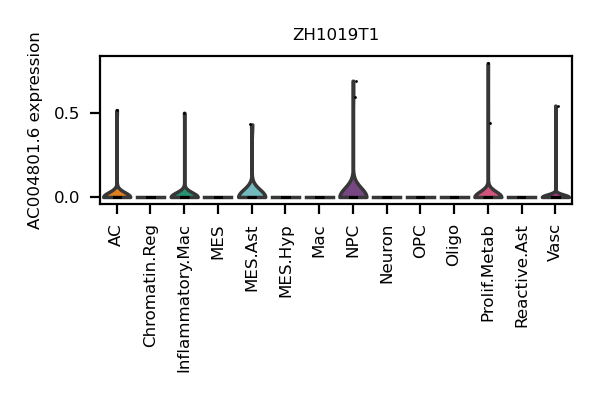 ZH1019T1
AC004801.6 expression
0.5
0.0
AC
Chromatin.Reg
Inflammatory.Mac
MES
MES.Ast
MES.Hyp
Mac
NPC
Neuron
OPC
Oligo
Prolif.Metab
Reactive.Ast
Vasc